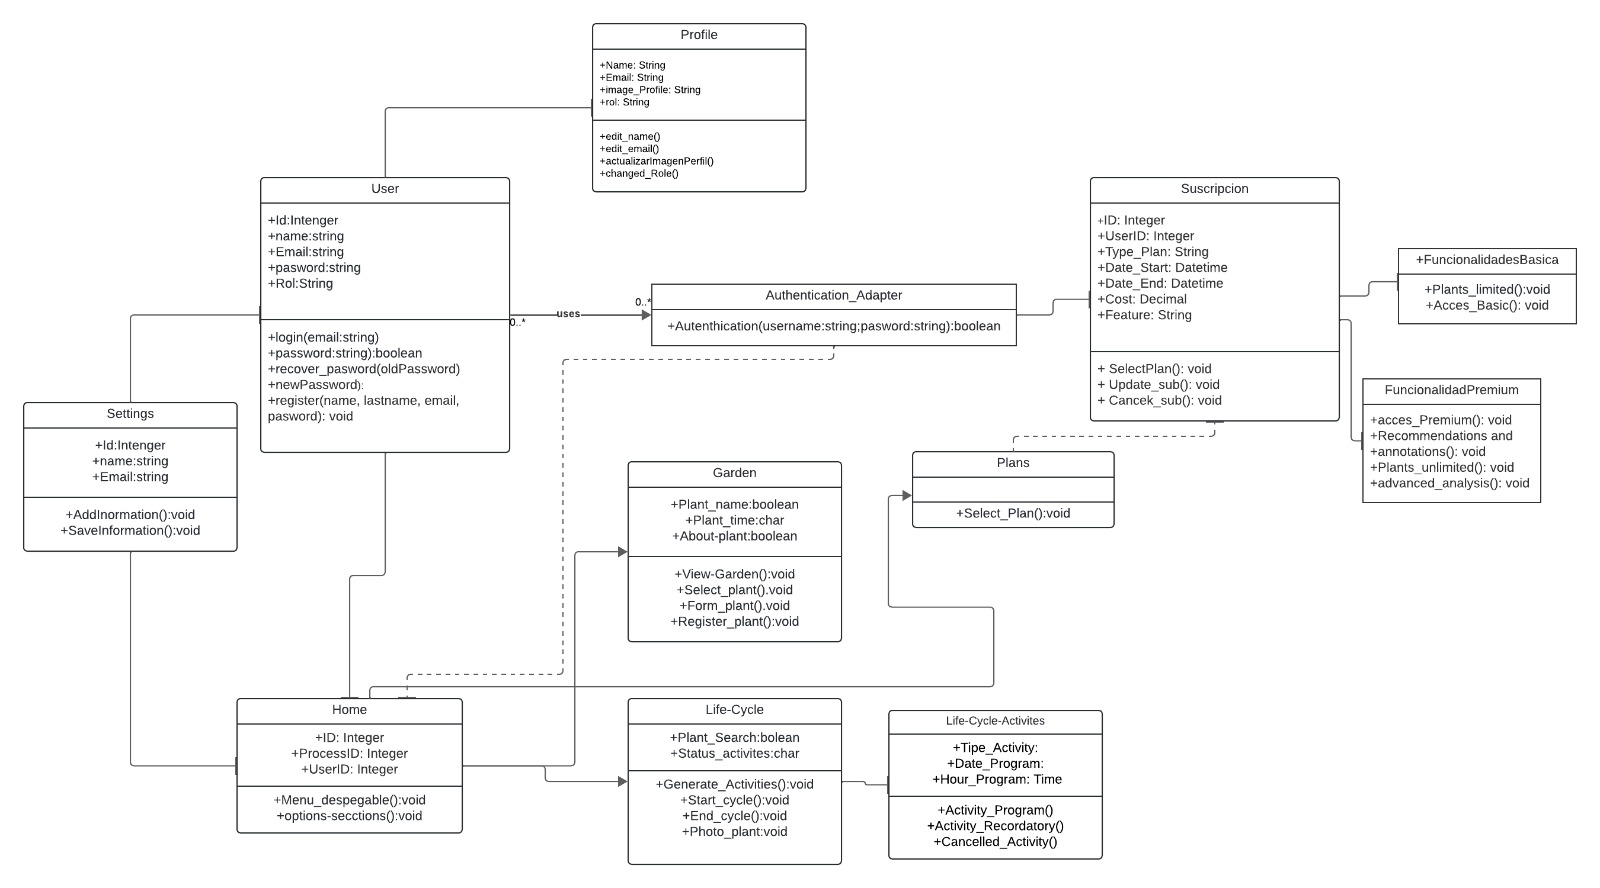 Profile
+Name: String
+Email: String
+image_Profile: String
+rol: String
+edit_name()
+edit_email()
+actualizarImagenPerfil()
+changed_Role()
User
+Id:Intenger
+name:string
+Email:string
+pasword:string
+Rol:String
+login(email:string)
+password:string):boolean
+recover_pasword(oldPassword)
+newPassword):
+register(name, lastname, email,
pasword): void
0..*
uses
0..*
Authentication_Adapter
+Autenthication(username:string;pasword:string):boolean
Suscripcion
+ID: Integer
+UserID: Integer
+Type_Plan: String
+Date_Start: Datetime
+Date_End: Datetime
+Cost: Decimal
+Feature: String
+ SelectPlan(): void
+ Update_sub(): void
+ Cancek_sub(): void
+FuncionalidadesBasica
+Plants_limited():void
+Acces_Basic(): void
FuncionalidadPremium
+acces_Premium(): void
+Recommendations and
+annotations(): void
+Plants_unlimited(): void
+advanced_analysis(): void
Settings
+Id:Intenger
+name:string
+Email:string
+AddInormation():void
+SaveInformation():void
Garden
+Plant_name:boolean
+Plant_time:char
+About-plant:boolean
+View-Garden():void
+Select_plant().void
+Form_plant().void
+Register_plant():void
Plans
+Select_Plan():void
Home
+ID: Integer
+ProcessID: Integer
+UserID: Integer
+Menu_despegable():void
+options-secctions():void
Life-Cycle
+Plant_Search:bolean
+Status_activites:char
+Generate_Activities():void
+Start_cycle():void
+End_cycle():void
+Photo_plant:void
Life-Cycle-Activites
+Tipe_Activity:
+Date_Program:
+Hour_Program: Time
+Activity_Program()
+Activity_Recordatory()
+Cancelled_Activity()